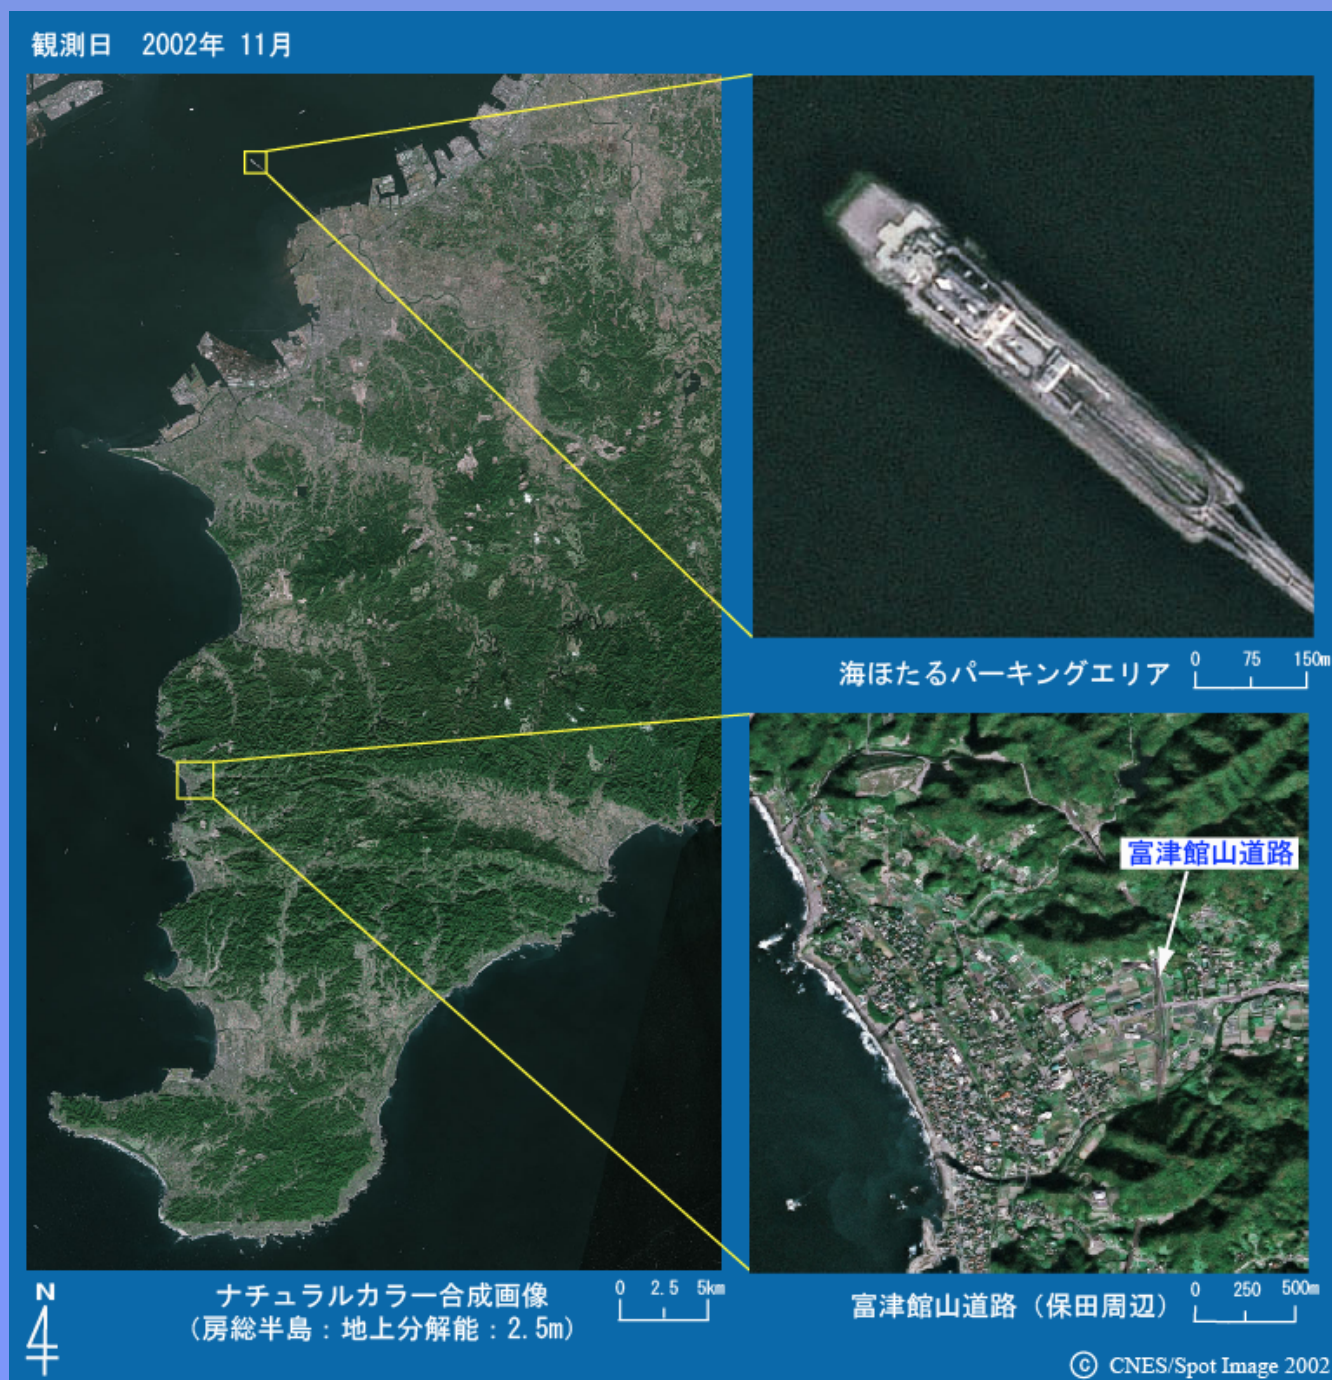 観測日　2002年 11月
海ほたるパーキングエリア
0 75 150m
富津館山道路
N
ナチュラルカラー合成画像
(房総半島：地上分解能：2.5m)
0 2.5 5km
富津館山道路（保田周辺）
0 250 500m
© CNES/Spot Image 2002